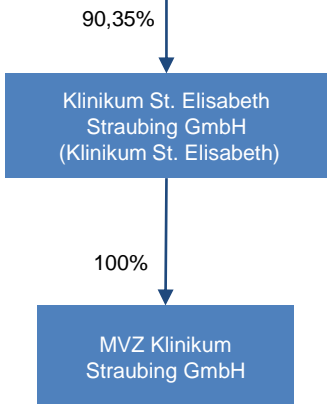 90,35%
Klinikum St. Elisabeth
Straubing GmbH
(Klinikum St. Elisabeth)
100%
MVZ Klinikum
Straubing GmbH